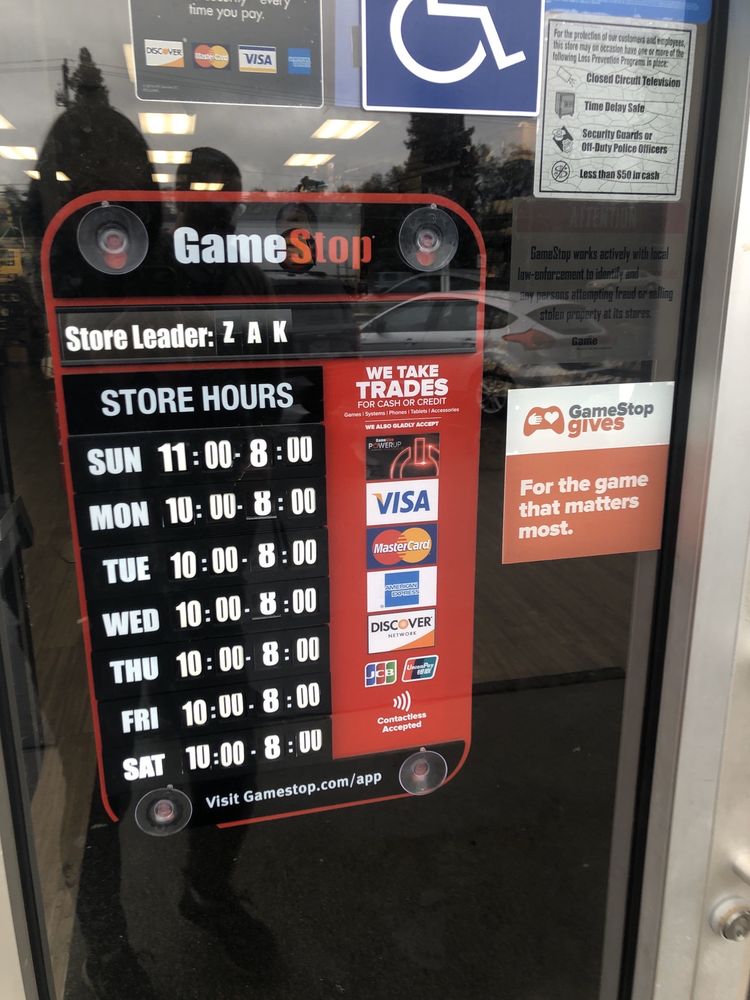 every
time you pay.
DISCOVER
MasterCard
VISA
For the protection of our customers and employees,
this store may on occasion have one or more of the
following Loss Prevention Programs in place:
Closed Circuit Television
Time Delay Safe
Security Guards or
Off-Duty Police Officers
Less than $50 in cash
ATTENTION
GameStop works actively with local
law-enforcement to identify and
any persons attempting fraud or selling
stolen property at its stores.
Game
GameStop
Store Leader: ZAK
STORE HOURS
SUN 11:00-8:00
MON 10:00-8:00
TUE 10:00-8:00
WED 10:00-8:00
THU 10:00-8:00
FRI 10:00-8:00
SAT 10:00-8:00
WE TAKE
TRADES
FOR CASH OR CREDIT
Games | Systems | Phones | Tablets | Accessories
WE ALSO GLADLY ACCEPT
POWERUP
VISA
MasterCard
AMERICAN
EXPRESS
DISCOVER
NETWORK
JCB
UnionPay
Contactless
Accepted
Visit Gamestop.com/app
GameStop
gives
For the game
that matters
most.